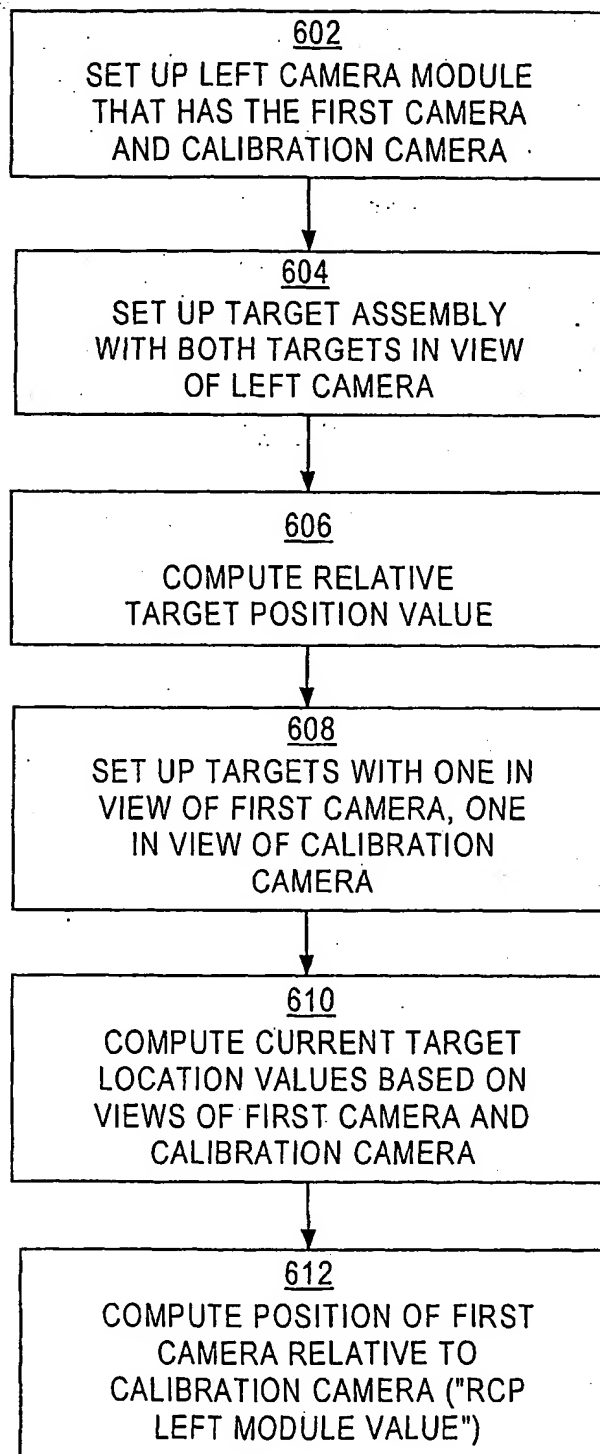 602
SET UP LEFT CAMERA MODULE
THAT HAS THE FIRST CAMERA
AND CALIBRATION CAMERA
604
SET UP TARGET ASSEMBLY
WITH BOTH TARGETS IN VIEW
OF LEFT CAMERA
606
COMPUTE RELATIVE
TARGET POSITION VALUE
608
SET UP TARGETS WITH ONE IN
VIEW OF FIRST CAMERA, ONE
IN VIEW OF CALIBRATION
CAMERA
610
COMPUTE CURRENT TARGET
LOCATION VALUES BASED ON
VIEWS OF FIRST CAMERA AND
CALIBRATION CAMERA
612
COMPUTE POSITION OF FIRST
CAMERA RELATIVE TO
CALIBRATION CAMERA ("RCP
LEFT MODULE VALUE")